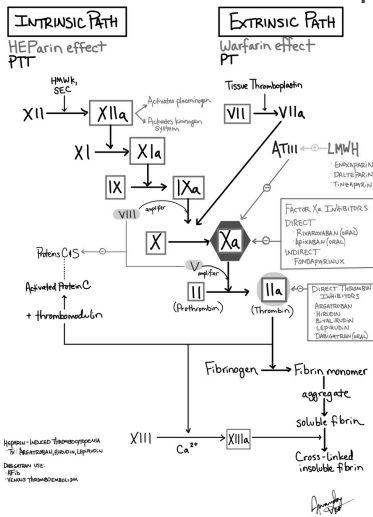 INTRINSIC PATH
HEParin effect
PTT
EXTRINSIC PATH
Warfarin effect
PT
HMWK,
SEC
Tissue Thromboplastin
XII
XIIa
Activates plasminogen
Activates kininogen
system
VII
VIIa
XI
XIa
ATIII
LMWH
· ENOXAPARIN
· DALTEPARIN
· TINZAPARIN
IX
IXa
VIII
amplifier
FACTOR Xa INHIBITORS
DIRECT
· RIVAROXABAN (ORAL)
· APIXABAN (ORAL)
INDIRECT
· FONDAPARINUX
X
Xa
Proteins C&S
V
amplifier
Activated Protein C
II
(Prothrombin)
IIa
(Thrombin)
DIRECT THROMBIN
INHIBITORS
· ARGATROBAN
· HIRUDIN
· BIVALIRUDIN
· LEPIRUDIN
· DABIGATRAN (ORAL)
+ thrombomodulin
Fibrinogen
Fibrin monomer
aggregate
soluble fibrin
XIII
Ca2+
XIIIa
Cross-linked
insoluble fibrin
HEPARIN-INDUCED THROMBOCYTOPENIA
· TX: ARGATROBAN, HIRUDIN, LEPIRUDIN
DABIGATRAN USE:
· AFib
· VENOUS THROMBOEMBOLISM